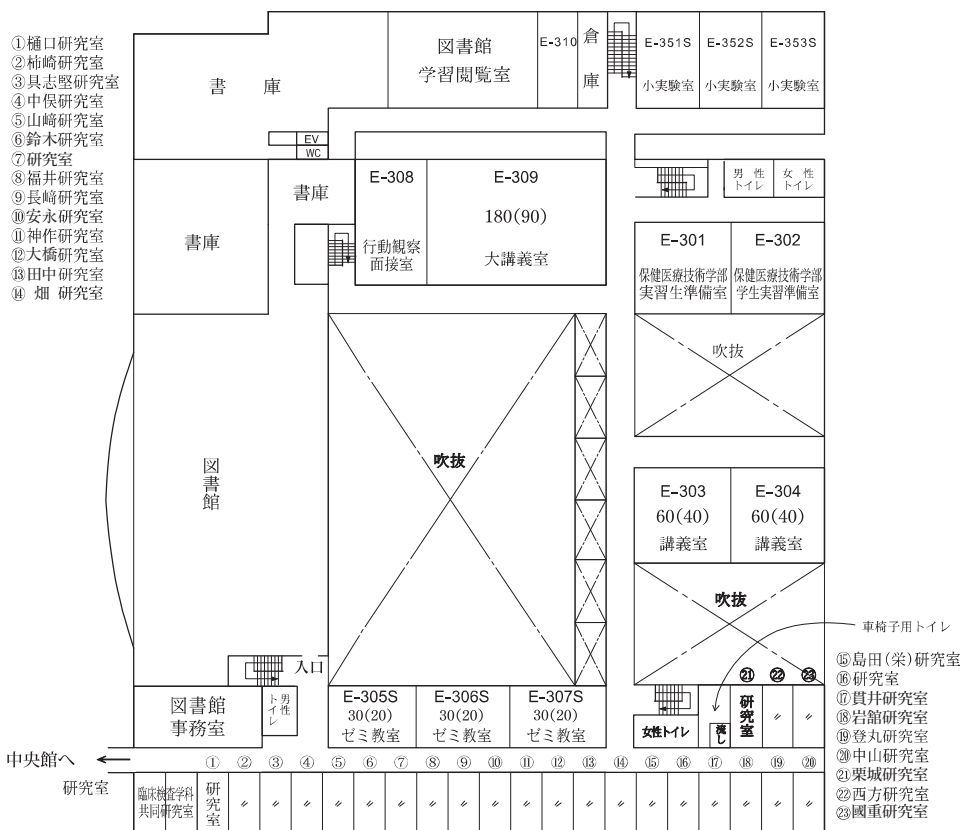 ①樋口研究室
②柿崎研究室
③具志堅研究室
④中俣研究室
⑤山﨑研究室
⑥鈴木研究室
⑦研究室
⑧福井研究室
⑨長﨑研究室
⑩安永研究室
⑪神作研究室
⑫大橋研究室
⑬田中研究室
⑭ 畑 研究室
書 庫
図書館
学習閲覧室
E-310
倉庫
E-351S
小実験室
E-352S
小実験室
E-353S
小実験室
EV
WC
書庫
書庫
E-308
行動観察
面接室
E-309
180(90)
大講義室
男 性
トイレ
女 性
トイレ
E-301
保健医療技術学部
実習生準備室
E-302
保健医療技術学部
学生実習準備室
吹抜
図書館
吹抜
E-303
60(40)
講義室
E-304
60(40)
講義室
吹抜
車椅子用トイレ
入口
図書館
事務室
男性
トイレ
E-305S
30(20)
ゼミ教室
E-306S
30(20)
ゼミ教室
E-307S
30(20)
ゼミ教室
女性トイレ
流し
㉑ ㉒ ㉓
研究室 〃 〃
⑮島田(栄)研究室
⑯研究室
⑰貫井研究室
⑱岩館研究室
⑲登丸研究室
⑳中山研究室
㉑栗城研究室
㉒西方研究室
㉓國重研究室
中央館へ
① ② ③ ④ ⑤ ⑥ ⑦ ⑧ ⑨ ⑩ ⑪ ⑫ ⑬ ⑭ ⑮ ⑯ ⑰ ⑱ ⑲ ⑳
研究室
臨床検査学科
共同研究室
研究室 〃 〃 〃 〃 〃 〃 〃 〃 〃 〃 〃 〃 〃 〃 〃 〃 〃 〃 〃